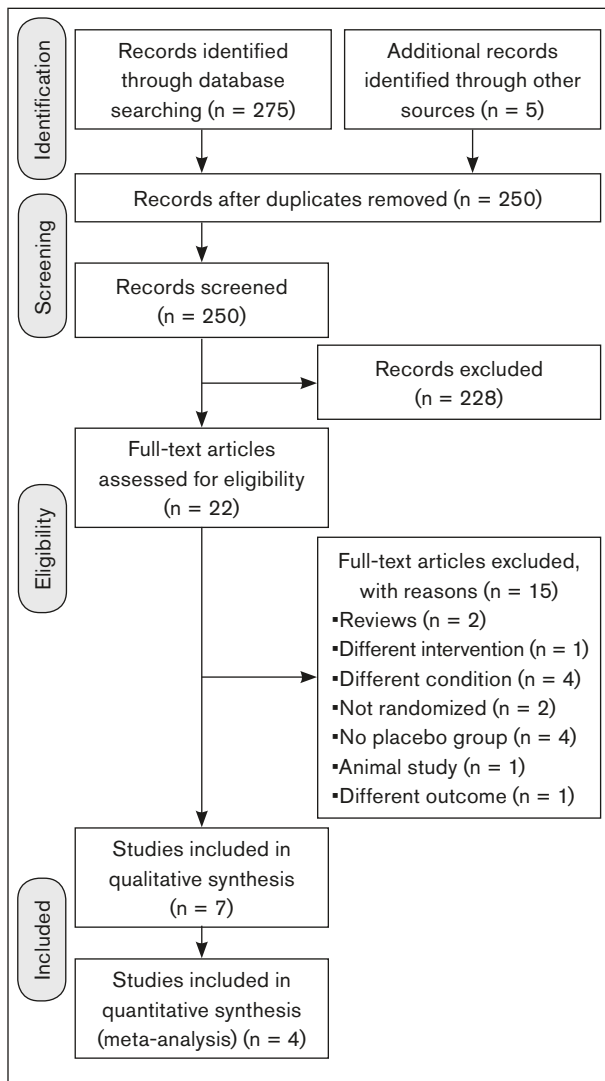 Identification
Records identified
through database
searching (n = 275)
Additional records
identified through other
sources (n = 5)
Records after duplicates removed (n = 250)
Screening
Records screened
(n = 250)
Records excluded
(n = 228)
Eligibility
Full-text articles
assessed for eligibility
(n = 22)
Full-text articles excluded,
with reasons (n = 15)
▪Reviews (n = 2)
▪Different intervention (n = 1)
▪Different condition (n = 4)
▪Not randomized (n = 2)
▪No placebo group (n = 4)
▪Animal study (n = 1)
▪Different outcome (n = 1)
Included
Studies included in
qualitative synthesis
(n = 7)
Studies included in
quantitative synthesis
(meta-analysis) (n = 4)